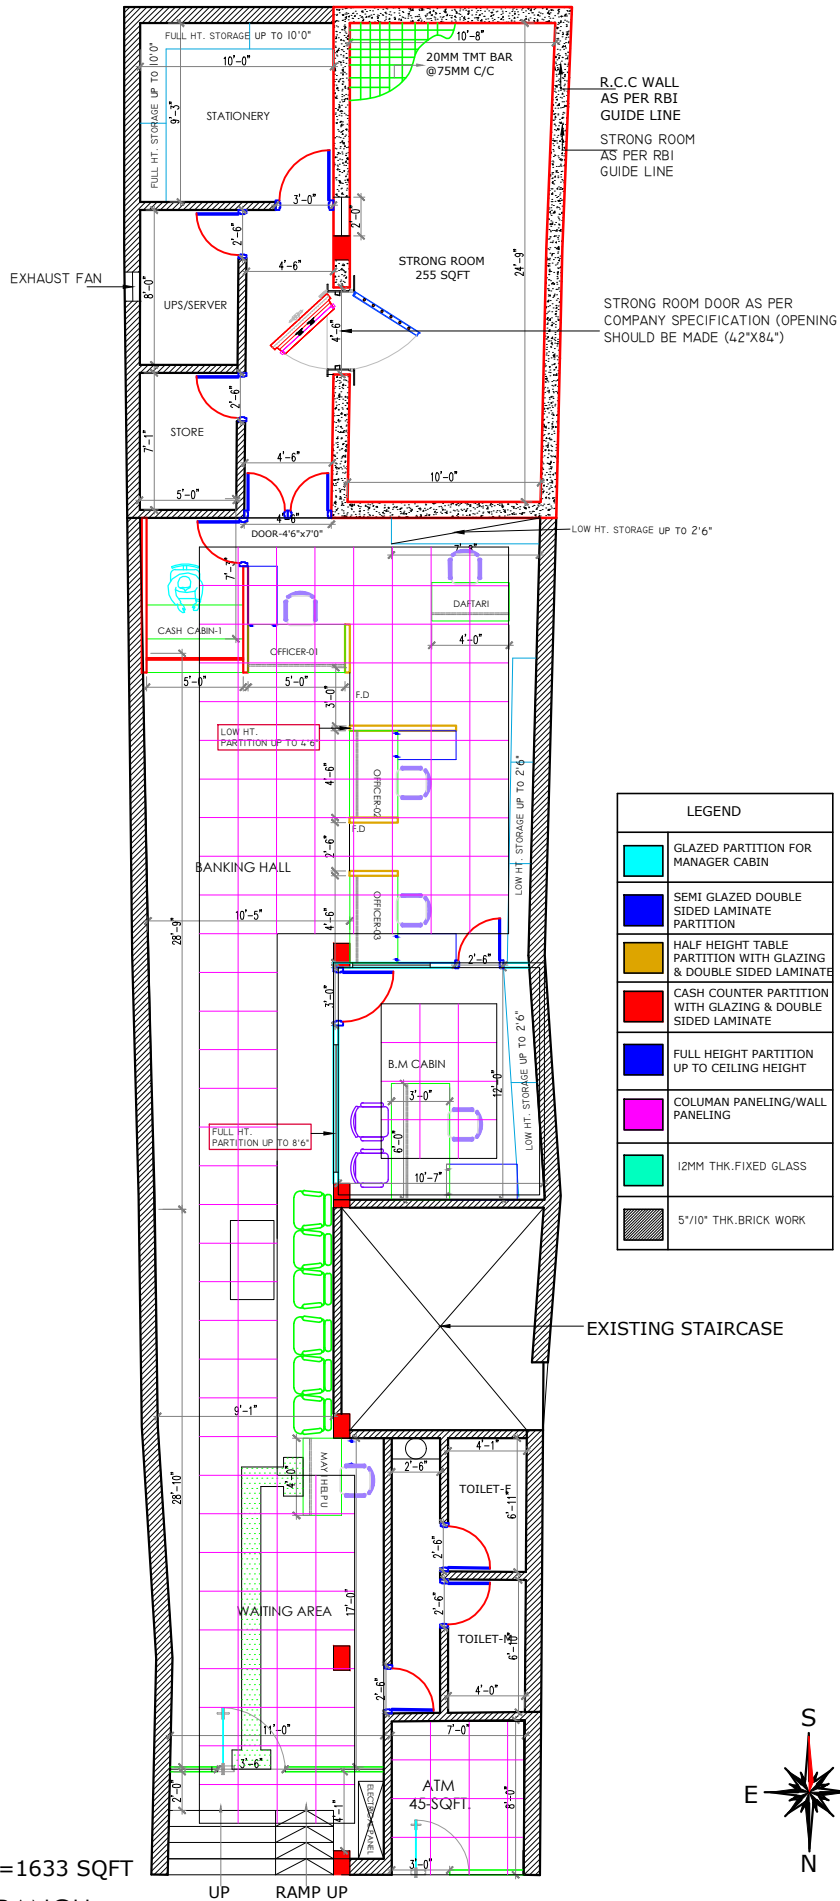 FULL HT. STORAGE UP TO 10'0"
10'-0"
10'-8"
FULL HT. STORAGE UP TO 10'0"
9'-3"
20MM TMT BAR
@75MM C/C
R.C.C WALL
AS PER RBI
GUIDE LINE
STATIONERY
STRONG ROOM
AS PER RBI
GUIDE LINE
3'-0"
2'-0"
2'-6"
STRONG ROOM
255 SQFT
24'-9"
4'-6"
EXHAUST FAN
8'-0"
UPS/SERVER
STRONG ROOM DOOR AS PER
COMPANY SPECIFICATION (OPENING
SHOULD BE MADE (42"X84")
4'-6"
2'-6"
STORE
7'-1"
4'-6"
10'-0"
5'-0"
4'-6"
DOOR-4'6"x7'0"
LOW HT. STORAGE UP TO 2'6"
7'-3"
DAFTARI
CASH CABIN-1
OFFICER-01
4'-0"
5'-0"
5'-0"
3'-0"
F.D
LOW HT.
PARTITION UP TO 4'6"
4'-6"
OFFICER-02
LOW HT. STORAGE UP TO 2'6"
F.D
2'-6"
BANKING HALL
10'-5"
4'-6"
OFFICER-03
28'-9"
2'-6"
3'-0"
B.M CABIN
LOW HT. STORAGE UP TO 2'6"
12'-0"
3'-0"
FULL HT.
PARTITION UP TO 8'6"
6'-0"
10'-7"
LEGEND
GLAZED PARTITION FOR
MANAGER CABIN
SEMI GLAZED DOUBLE
SIDED LAMINATE
PARTITION
HALF HEIGHT TABLE
PARTITION WITH GLAZING
& DOUBLE SIDED LAMINATE
CASH COUNTER PARTITION
WITH GLAZING & DOUBLE
SIDED LAMINATE
FULL HEIGHT PARTITION
UP TO CEILING HEIGHT
COLUMAN PANELING/WALL
PANELING
12MM THK.FIXED GLASS
5"/10" THK.BRICK WORK
EXISTING STAIRCASE
9'-1"
28'-10"
4'-0"
MAY I HELP U
2'-6"
4'-1"
TOILET-F
6'-11"
2'-6"
2'-6"
WAITING AREA
17'-0"
TOILET-M
6'-10"
4'-0"
2'-6"
11'-0"
7'-0"
3'-6"
2'-0"
4'-1"
ELECTRICAL PANEL
ATM
45-SQFT.
8'-0"
3'-0"
S
E
N
=1633 SQFT
UP
RAMP UP